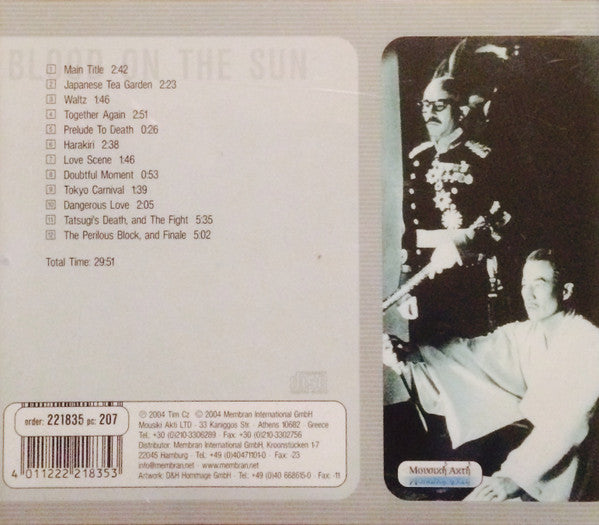 BLOOD ON THE SUN
1 Main Title 2:42
2 Japanese Tea Garden 2:23
3 Waltz 1:46
4 Together Again 2:51
5 Prelude To Death 0:26
6 Harakiri 2:38
7 Love Scene 1:46
8 Doubtful Moment 0:53
9 Tokyo Carnival 1:39
10 Dangerous Love 2:05
11 Tatsugi's Death, and The Fight 5:35
12 The Perilous Block, and Finale 5:02
Total Time: 29:51
order: 221835 pc: 207
4 011222 218353
℗ 2004 Tim Cz © 2004 Membran International GmbH
Mousiki Akti LTD · 33 Kaniggos Str. · Athens 10682 · Greece
Tel.: +30 (0)210-3306289 · Fax: +30 (0)210-3302756
Distributor: Membran International GmbH, Kroonstücken 1-7
22045 Hamburg · Tel.: +49 (0)40471101-0 · Fax: -23
info@membran.net · www.membran.net
Artwork: D&H Hommage GmbH · Tel.: +49 (0)40 668615-0 · Fax: -11
Μουσική Ακτή